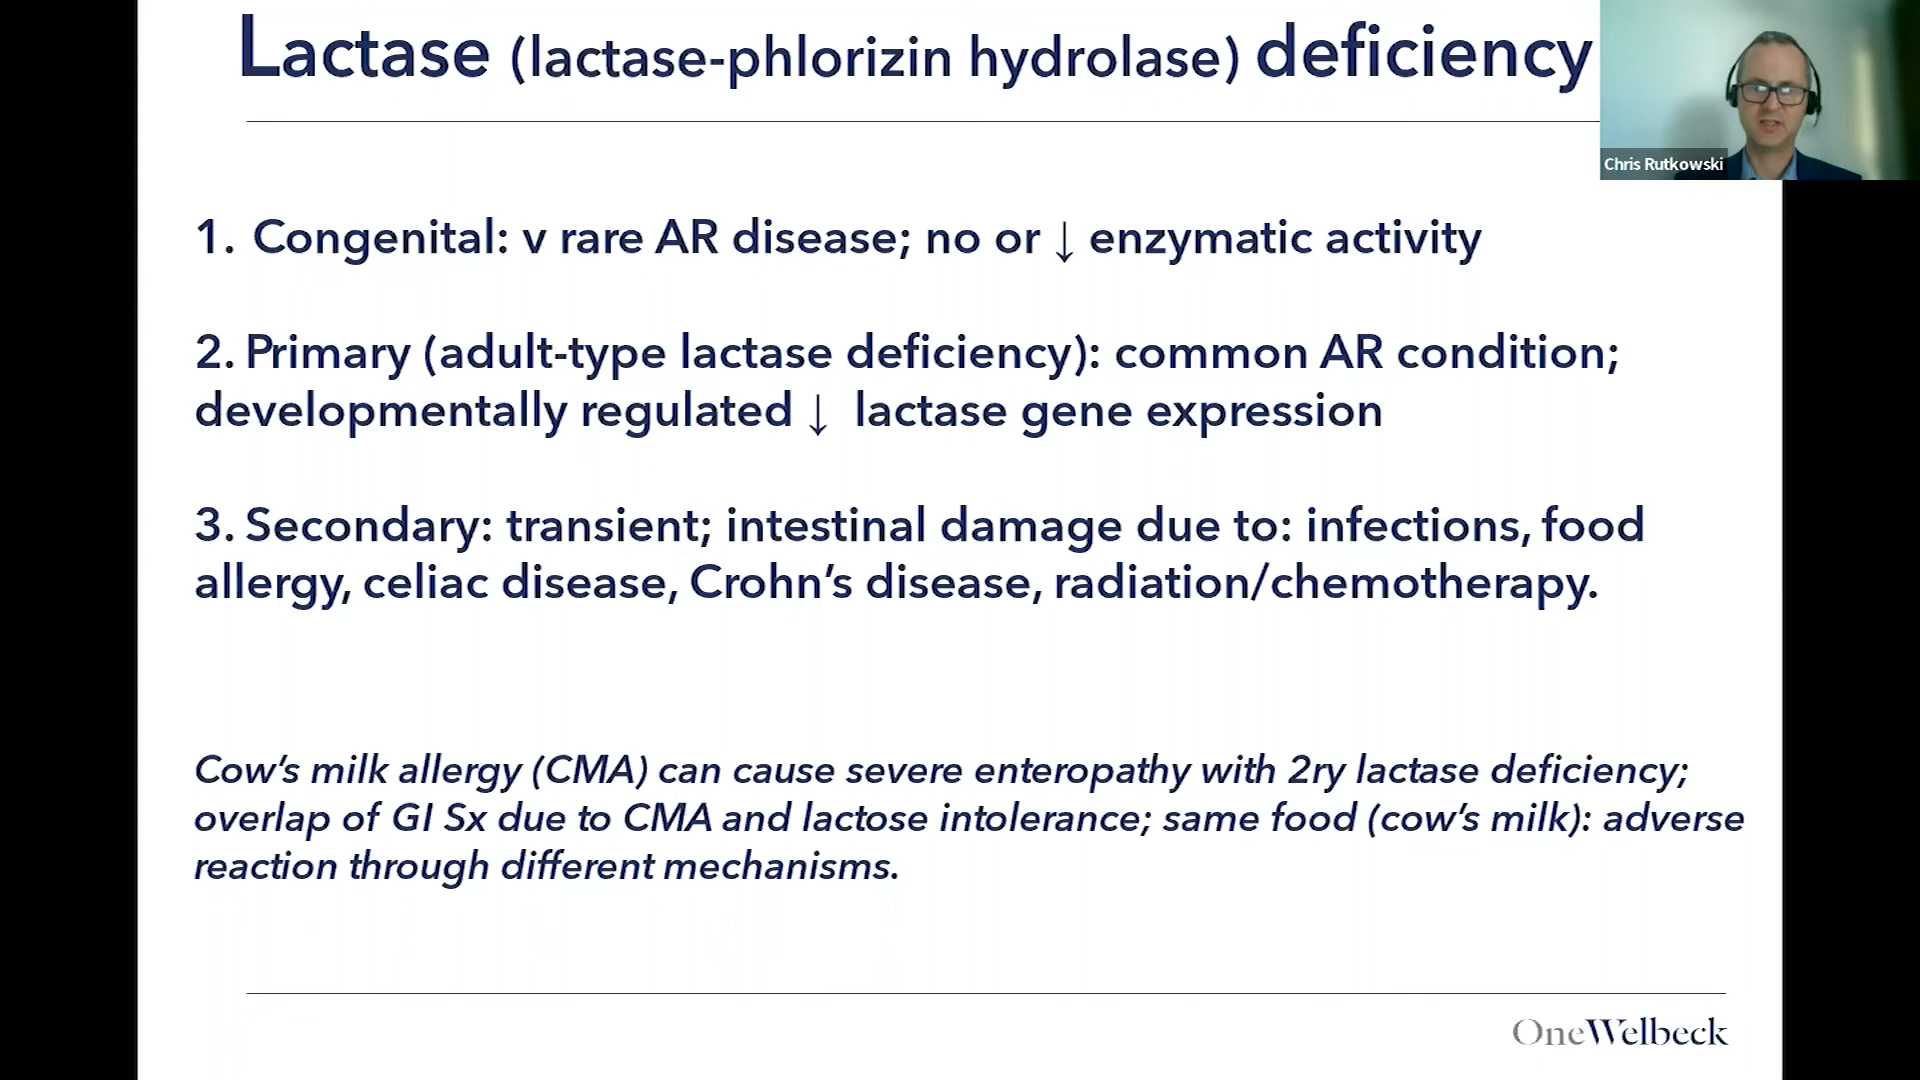 Lactase (lactase-phlorizin hydrolase) deficiency
Chris Rutkowski
1. Congenital: v rare AR disease; no or ↓ enzymatic activity
2. Primary (adult-type lactase deficiency): common AR condition;
developmentally regulated ↓ lactase gene expression
3. Secondary: transient; intestinal damage due to: infections, food
allergy, celiac disease, Crohn’s disease, radiation/chemotherapy.
Cow’s milk allergy (CMA) can cause severe enteropathy with 2ry lactase deficiency;
overlap of GI Sx due to CMA and lactose intolerance; same food (cow’s milk): adverse
reaction through different mechanisms.
OneWelbeck